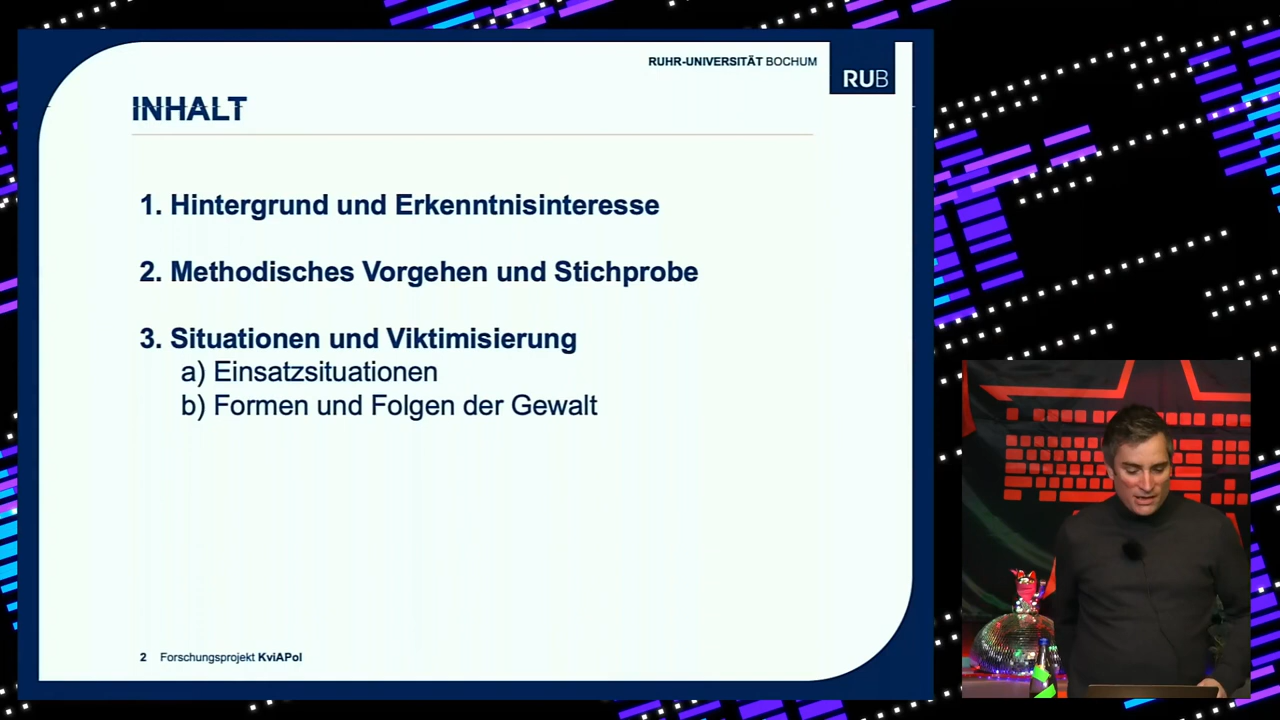 RUHR-UNIVERSITÄT BOCHUM
RUB
INHALT
1. Hintergrund und Erkenntnisinteresse
2. Methodisches Vorgehen und Stichprobe
3. Situationen und Viktimisierung
a) Einsatzsituationen
b) Formen und Folgen der Gewalt
2 Forschungsprojekt KviAPol